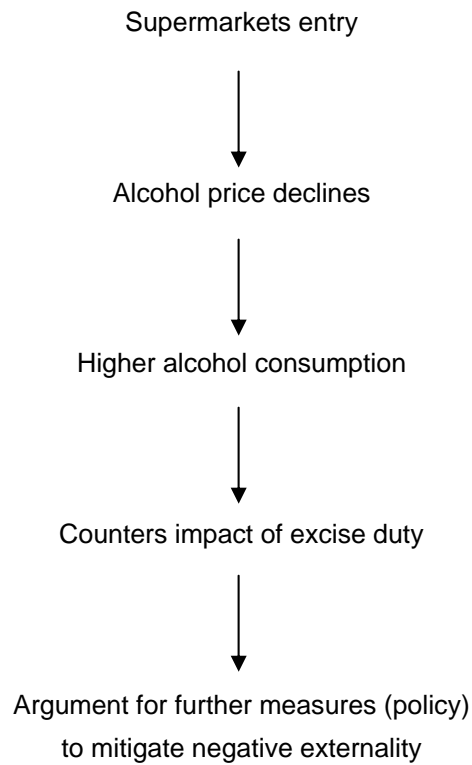 Supermarkets entry
Alcohol price declines
Higher alcohol consumption
Counters impact of excise duty
Argument for further measures (policy)
to mitigate negative externality